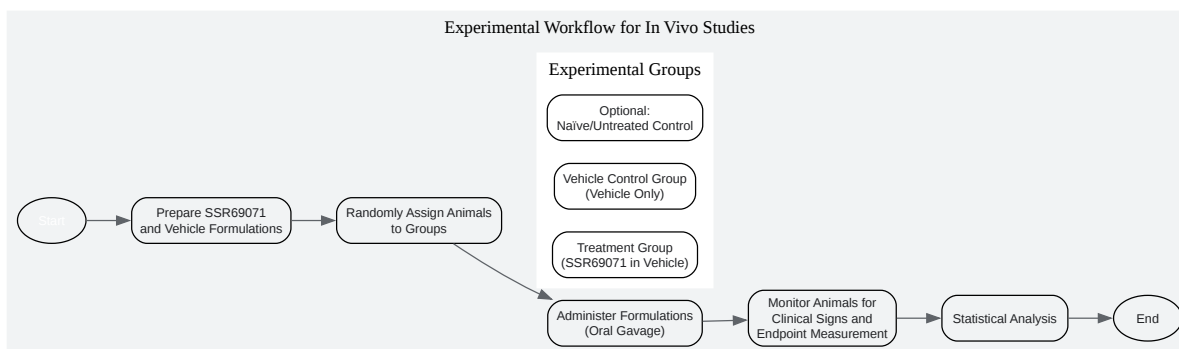 Experimental Workflow for In Vivo Studies
Experimental Groups
Optional:
Naïve/Untreated Control
Vehicle Control Group
(Vehicle Only)
Treatment Group
(SSR69071 in Vehicle)
Start
Prepare SSR69071
and Vehicle Formulations
Randomly Assign Animals
to Groups
Administer Formulations
(Oral Gavage)
Monitor Animals for
Clinical Signs and
Endpoint Measurement
Statistical Analysis
End